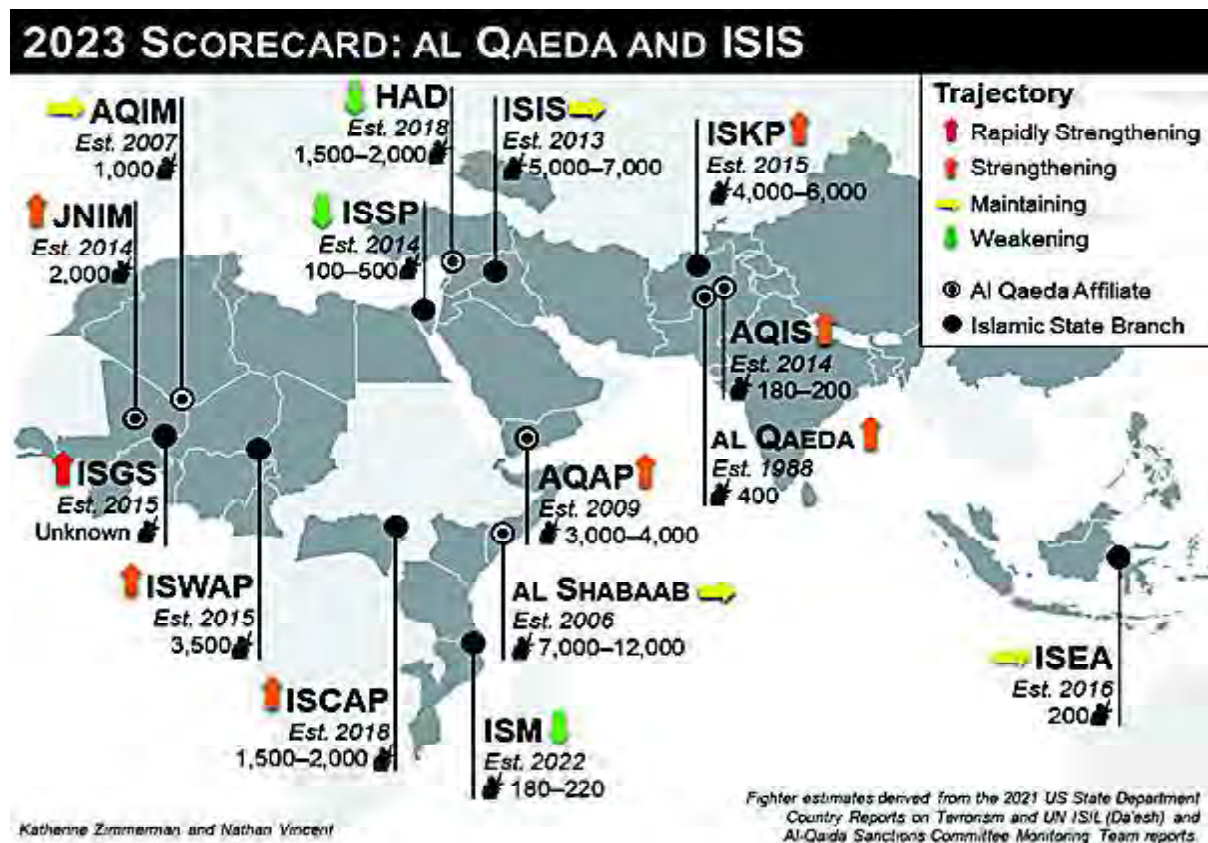 2023 SCORECARD: AL QAEDA AND ISIS
AQIM
Est. 2007
1,000
HAD
Est. 2018
1,500–2,000
ISIS
Est. 2013
5,000–7,000
ISKP
Est. 2015
4,000–6,000
Trajectory
Rapidly Strengthening
Strengthening
Maintaining
Weakening
Al Qaeda Affiliate
Islamic State Branch
JNIM
Est. 2014
2,000
ISSP
Est. 2014
100–500
AQIS
Est. 2014
180–200
AL QAEDA
Est. 1988
400
ISGS
Est. 2015
Unknown
AQAP
Est. 2009
3,000–4,000
ISWAP
Est. 2015
3,500
AL SHABAAB
Est. 2006
7,000–12,000
ISEA
Est. 2016
200
ISCAP
Est. 2018
1,500–2,000
ISM
Est. 2022
180–220
Katherine Zimmerman and Nathan Vincent
Fighter estimates derived from the 2021 US State Department
Country Reports on Terrorism and UN ISIL (Da'esh) and
Al-Qaida Sanctions Committee Monitoring Team reports.